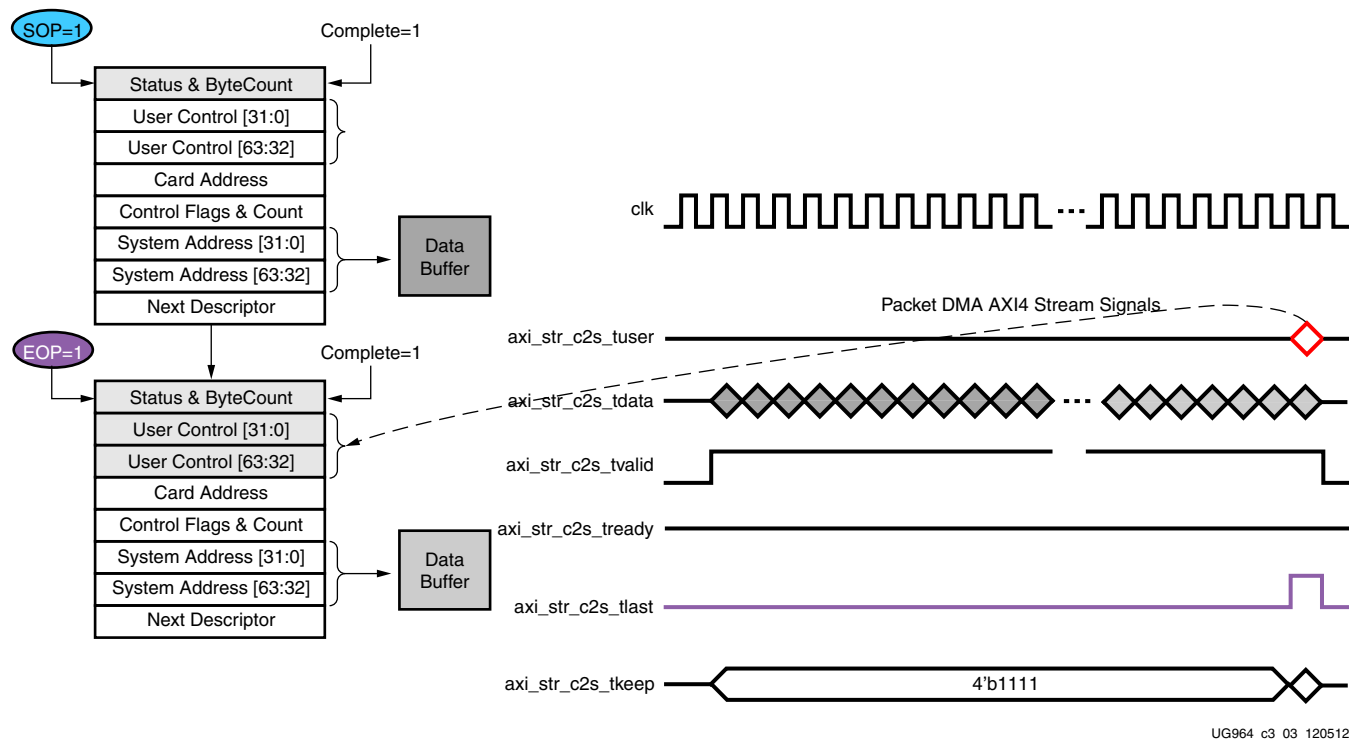 SOP=1
Complete=1
Status & ByteCount
User Control [31:0]
User Control [63:32]
Card Address
Control Flags & Count
System Address [31:0]
System Address [63:32]
Next Descriptor
Data
Buffer
EOP=1
Complete=1
Status & ByteCount
User Control [31:0]
User Control [63:32]
Card Address
Control Flags & Count
System Address [31:0]
System Address [63:32]
Next Descriptor
Data
Buffer
clk
Packet DMA AXI4 Stream Signals
axi_str_c2s_tuser
axi_str_c2s_tdata
axi_str_c2s_tvalid
axi_str_c2s_tready
axi_str_c2s_tlast
axi_str_c2s_tkeep
4'b1111
UG964_c3_03_120512